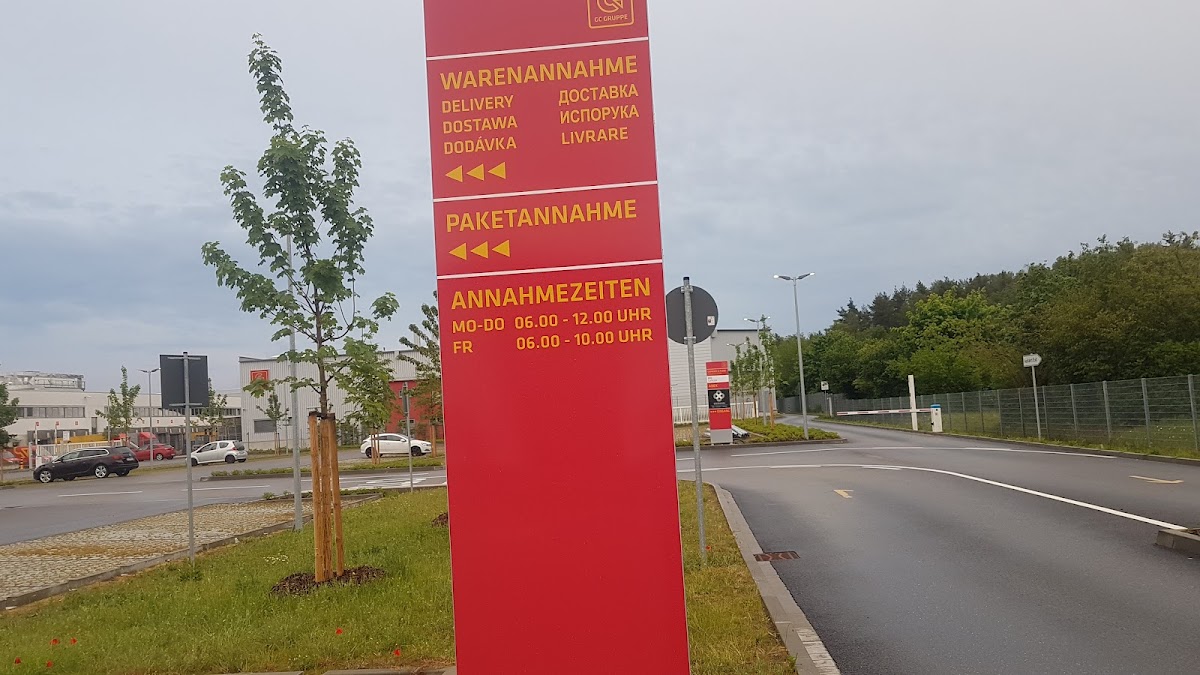 GC GRUPPE
WARENANNAHME
DELIVERY
DOSTAWA
DODÁVKA
ДОСТАВКА
ИСПОРУКА
LIVRARE
PAKETANNAHME
ANNAHMEZEITEN
MO-DO 06.00 - 12.00 UHR
FR 06.00 - 10.00 UHR